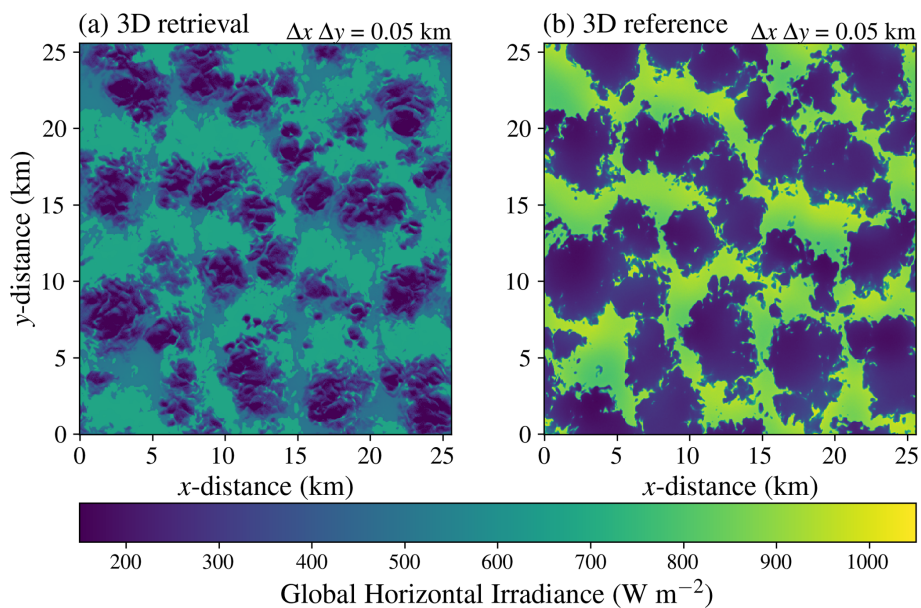 (a) 3D retrieval Δx Δy = 0.05 km
(b) 3D reference Δx Δy = 0.05 km
25
20
15
10
5
0
y-distance (km)
0 5 10 15 20 25
x-distance (km)
25
20
15
10
5
0
0 5 10 15 20 25
x-distance (km)
200 300 400 500 600 700 800 900 1000
Global Horizontal Irradiance (W m⁻²)